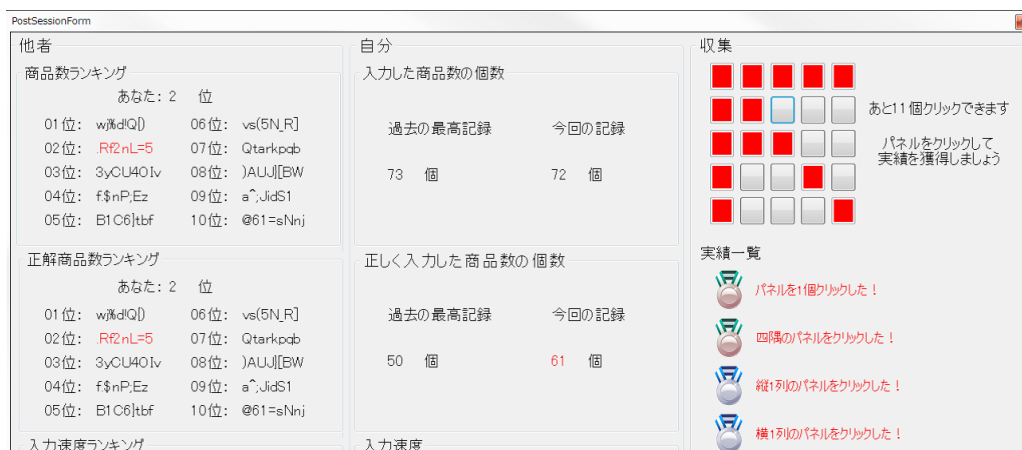 PostSessionForm
他者
商品数ランキング
あなた: 2 位
01位: wj%d!Q[) 06位: vs(5N_R]
02位: .Rf2nL=5 07位: Qtarkpqb
03位: 3yCU4OIv 08位: )AUJ|[BW
04位: f.$nP;Ez 09位: a^;JidS1
05位: B1C6]tbf 10位: @61=sNnj
正解商品数ランキング
あなた: 2 位
01位: wj%d!Q[) 06位: vs(5N_R]
02位: .Rf2nL=5 07位: Qtarkpqb
03位: 3yCU4OIv 08位: )AUJ|[BW
04位: f.$nP;Ez 09位: a^;JidS1
05位: B1C6]tbf 10位: @61=sNnj
入力速度ランキング
自分
入力した商品数の個数
過去の最高記録 今回の記録
73 個 72 個
正しく入力した商品数の個数
過去の最高記録 今回の記録
50 個 61 個
入力速度
収集
あと11個クリックできます
パネルをクリックして
実績を獲得しましょう
実績一覧
パネルを1個クリックした！
四隅のパネルをクリックした！
縦1列のパネルをクリックした！
横1列のパネルをクリックした！